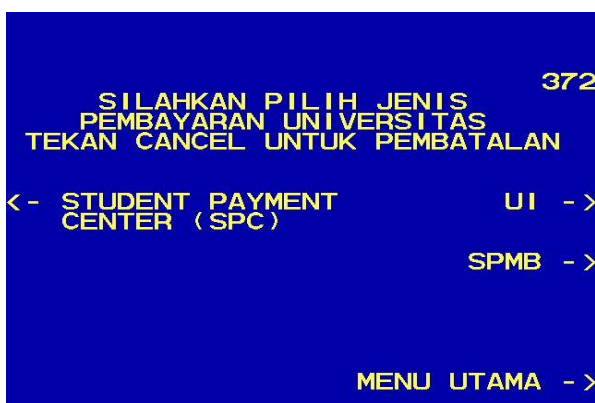 372
SILAHKAN PILIH JENIS
PEMBAYARAN UNIVERSITAS
TEKAN CANCEL UNTUK PEMBATALAN
<- STUDENT PAYMENT UI ->
CENTER (SPC)
SPMB ->
MENU UTAMA ->